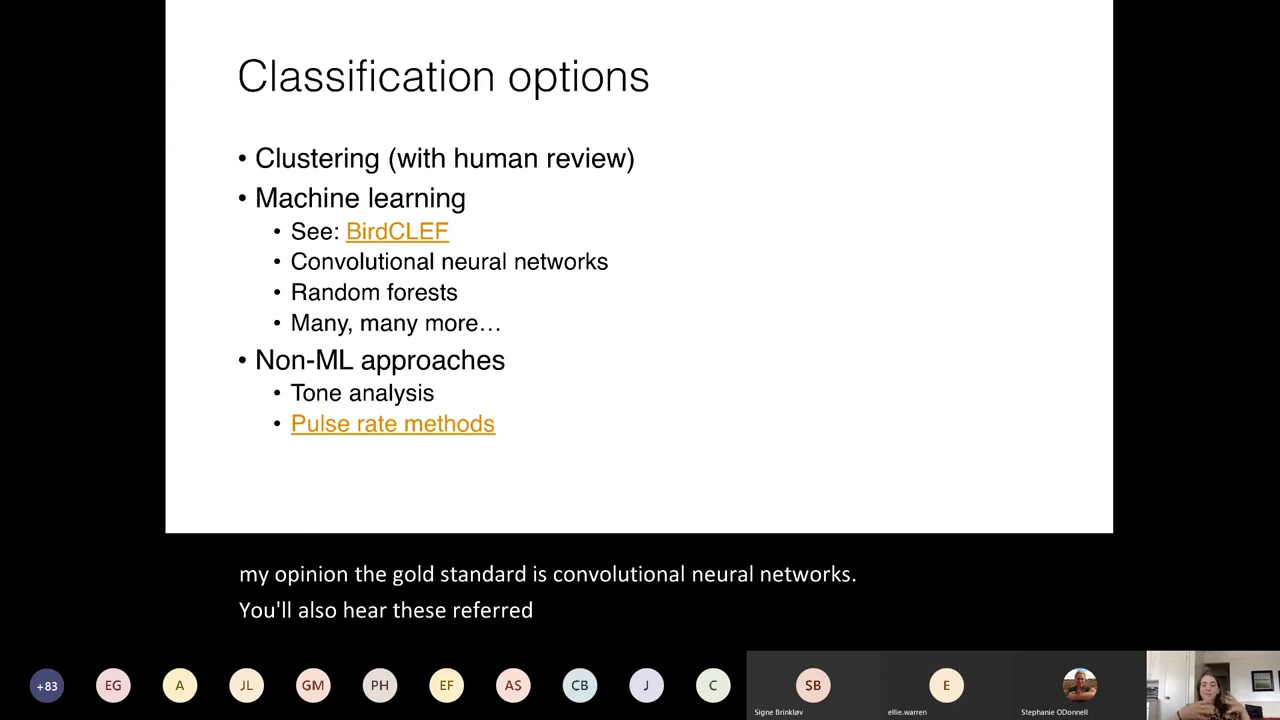 Classification options
• Clustering (with human review)
• Machine learning
• See: BirdCLEF
• Convolutional neural networks
• Random forests
• Many, many more…
• Non-ML approaches
• Tone analysis
• Pulse rate methods
my opinion the gold standard is convolutional neural networks.
You'll also hear these referred
+83 EG A JL GM PH EF AS CB J C SB E
Signe Brinkløv ellie.warren Stephanie ODonnell